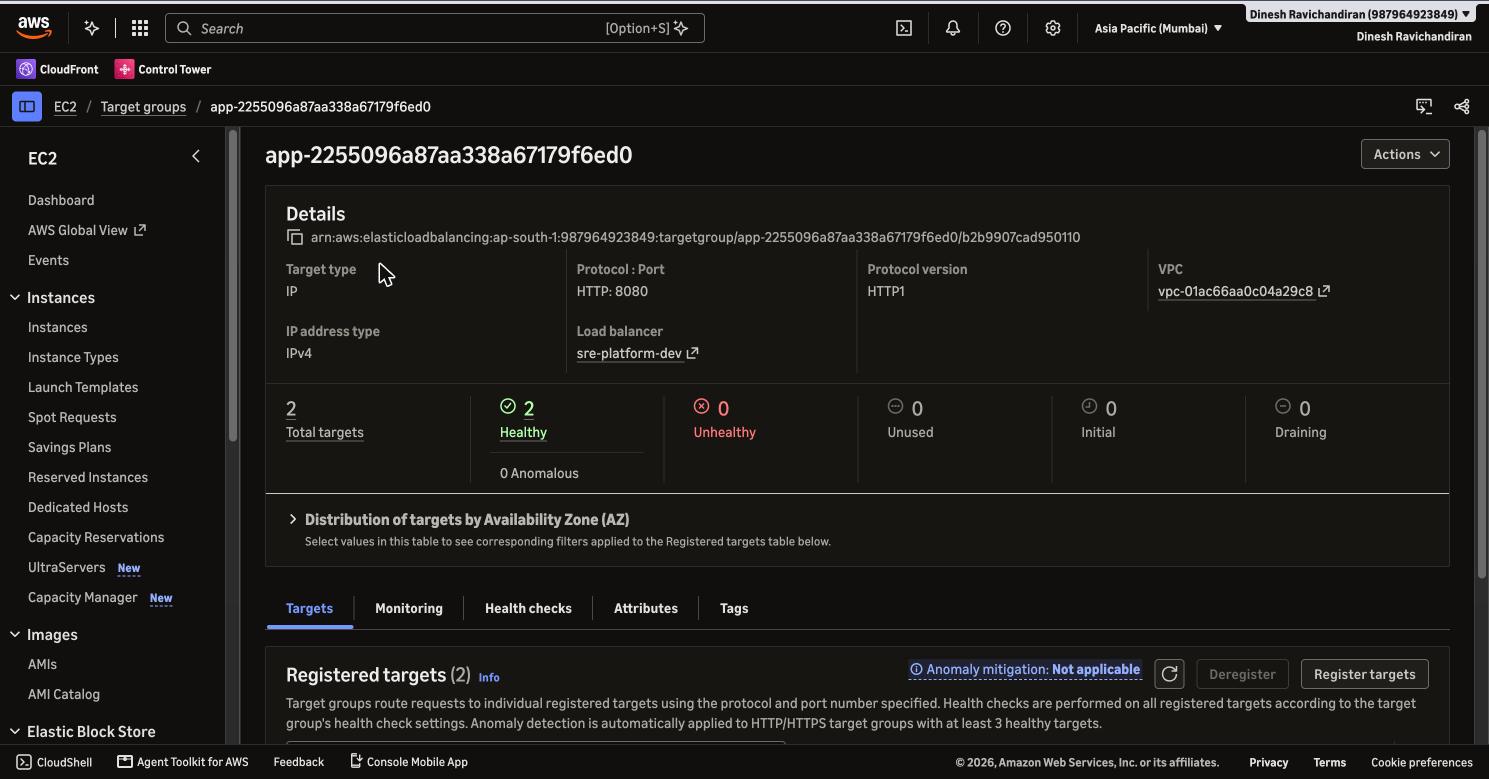 aws
Search [Option+S]
Asia Pacific (Mumbai)
Dinesh Ravichandiran (987964923849)
Dinesh Ravichandiran
CloudFront
Control Tower
EC2 / Target groups / app-2255096a87aa338a67179f6ed0
EC2
Dashboard
AWS Global View
Events
Instances
Instances
Instance Types
Launch Templates
Spot Requests
Savings Plans
Reserved Instances
Dedicated Hosts
Capacity Reservations
UltraServers New
Capacity Manager New
Images
AMIs
AMI Catalog
Elastic Block Store
app-2255096a87aa338a67179f6ed0
Actions
Details
arn:aws:elasticloadbalancing:ap-south-1:987964923849:targetgroup/app-2255096a87aa338a67179f6ed0/b2b9907cad950110
Target type
IP
Protocol : Port
HTTP: 8080
Protocol version
HTTP1
VPC
vpc-01ac66aa0c04a29c8
IP address type
IPv4
Load balancer
sre-platform-dev
2
Total targets
2
Healthy
0 Anomalous
0
Unhealthy
0
Unused
0
Initial
0
Draining
Distribution of targets by Availability Zone (AZ)
Select values in this table to see corresponding filters applied to the Registered targets table below.
Targets
Monitoring
Health checks
Attributes
Tags
Registered targets (2) Info
Anomaly mitigation: Not applicable
Deregister
Register targets
Target groups route requests to individual registered targets using the protocol and port number specified. Health checks are performed on all registered targets according to the target
group's health check settings. Anomaly detection is automatically applied to HTTP/HTTPS target groups with at least 3 healthy targets.
CloudShell
Agent Toolkit for AWS
Feedback
Console Mobile App
© 2026, Amazon Web Services, Inc. or its affiliates.
Privacy
Terms
Cookie preferences